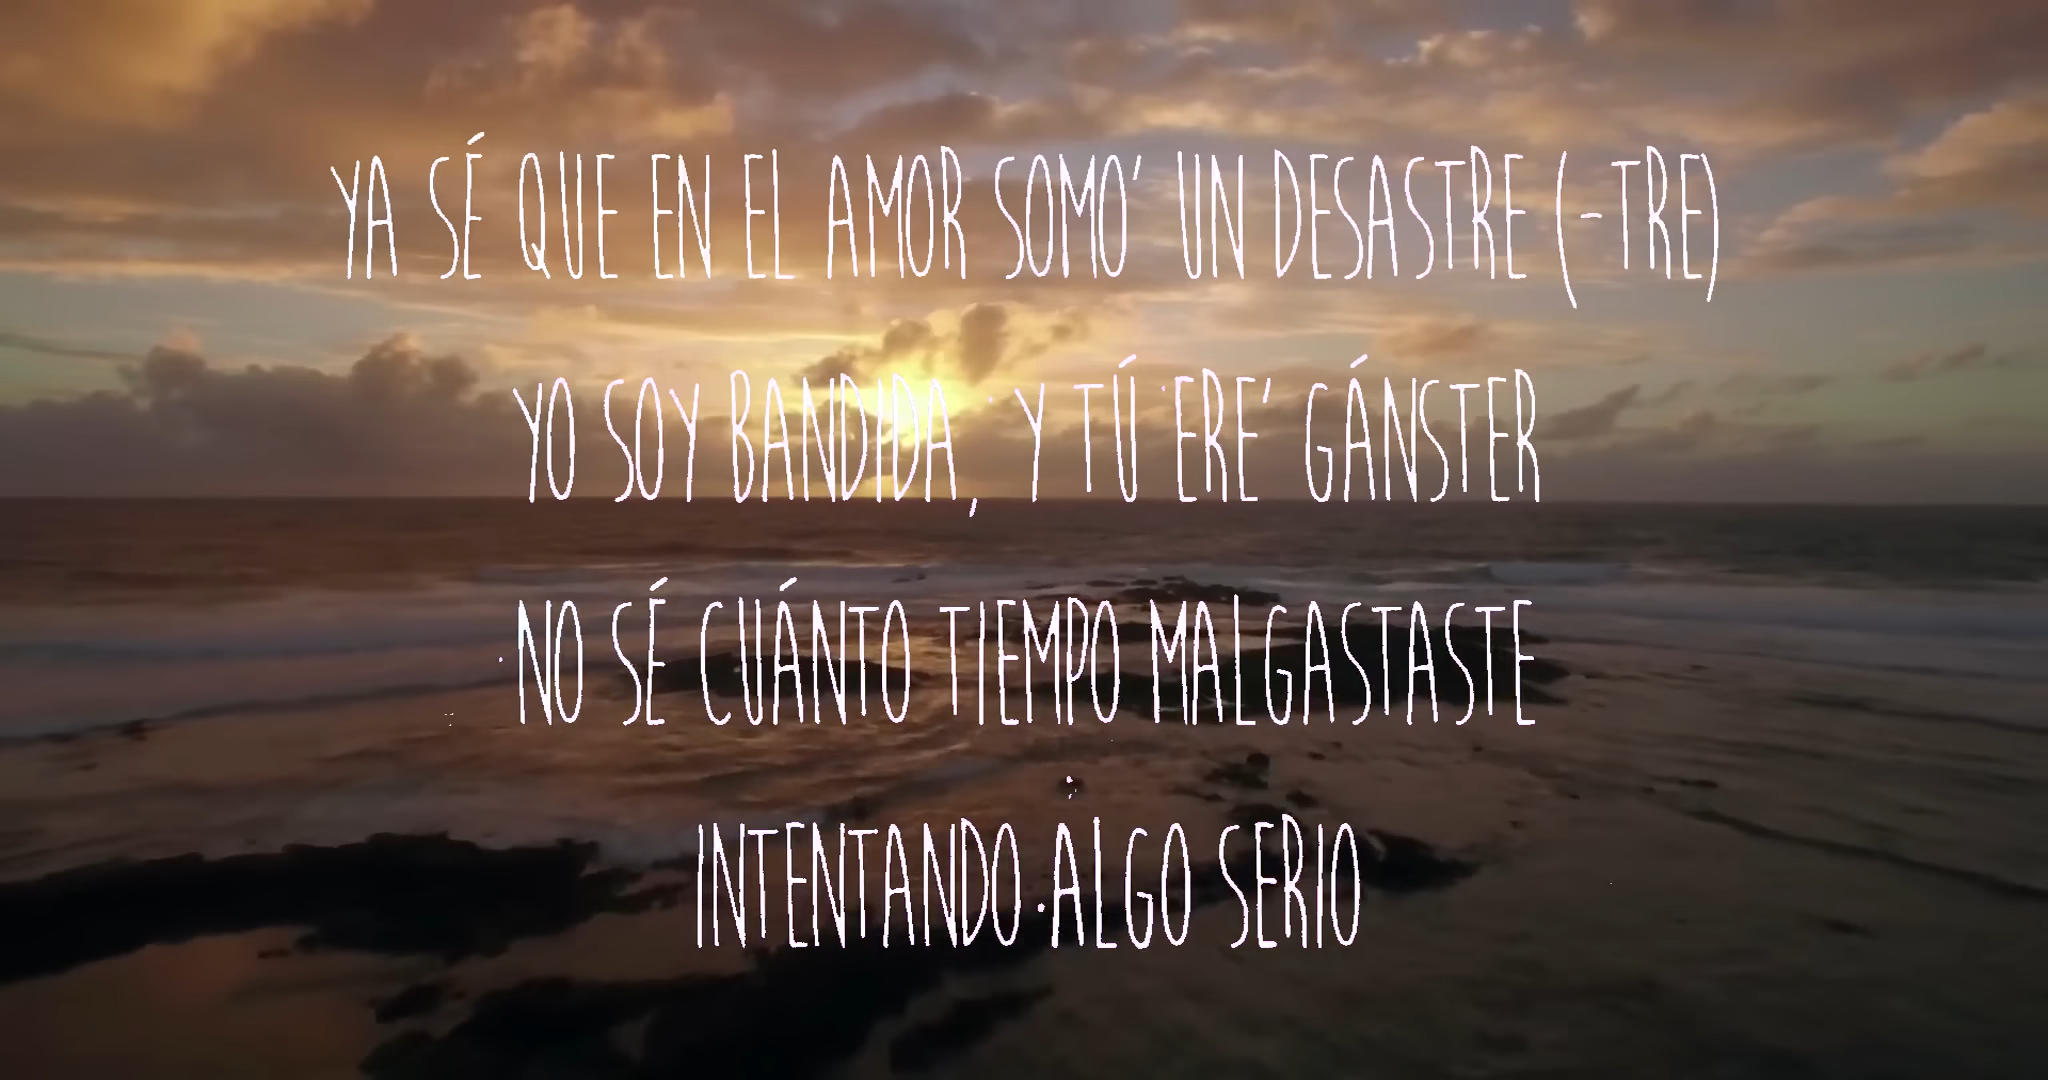 YA SÉ QUE EN EL AMOR SOMO' UN DESASTRE (-TRE)
YO SOY BANDIDA, Y TÚ ERE' GÁNSTER
NO SÉ CUÁNTO TIEMPO MALGASTASTE
INTENTANDO ALGO SERIO